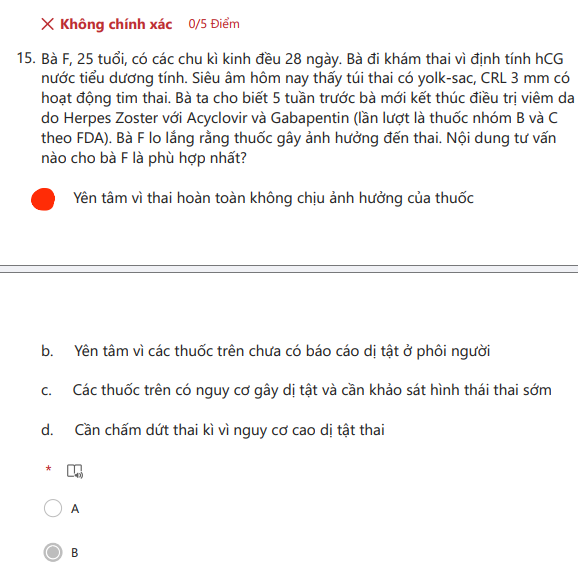 Không chính xác 0/5 Điểm
15. Bà F, 25 tuổi, có các chu kì kinh đều 28 ngày. Bà đi khám thai vì định tính hCG
nước tiểu dương tính. Siêu âm hôm nay thấy túi thai có yolk-sac, CRL 3 mm có
hoạt động tim thai. Bà ta cho biết 5 tuần trước bà mới kết thúc điều trị viêm da
do Herpes Zoster với Acyclovir và Gabapentin (lần lượt là thuốc nhóm B và C
theo FDA). Bà F lo lắng rằng thuốc gây ảnh hưởng đến thai. Nội dung tư vấn
nào cho bà F là phù hợp nhất?
Yên tâm vì thai hoàn toàn không chịu ảnh hưởng của thuốc
b. Yên tâm vì các thuốc trên chưa có báo cáo dị tật ở phôi người
c. Các thuốc trên có nguy cơ gây dị tật và cần khảo sát hình thái thai sớm
d. Cần chấm dứt thai kì vì nguy cơ cao dị tật thai
*
A
B